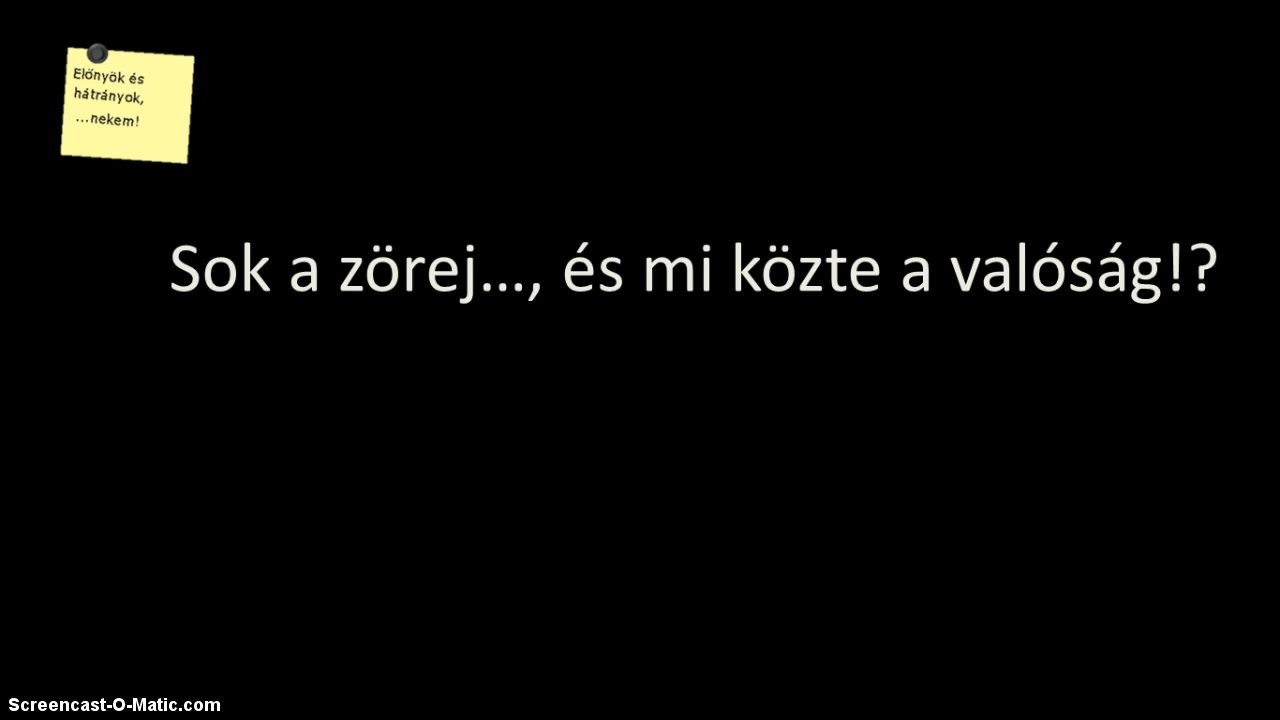 Előnyök és
hátrányok,
...nekem!
Sok a zörej..., és mi közte a valóság!?
Screencast-O-Matic.com